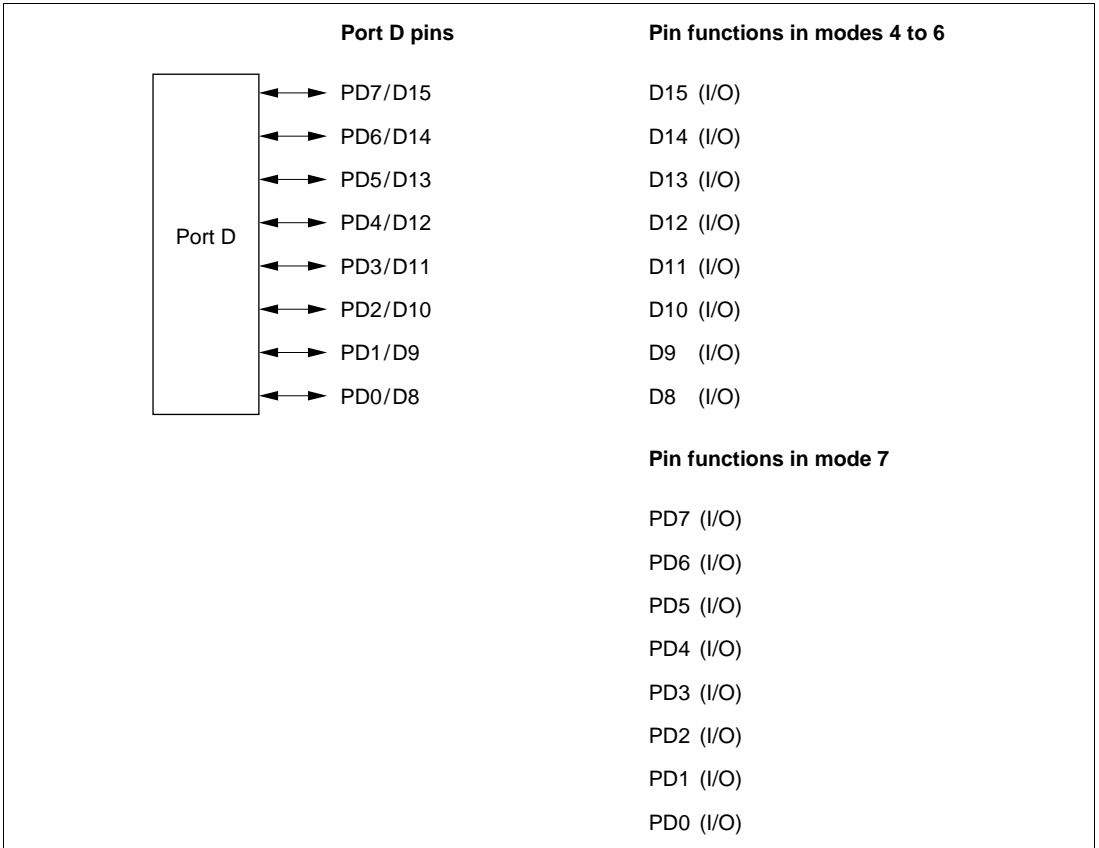 Port D pins Pin functions in modes 4 to 6
PD7/D15 D15 (I/O)
PD6/D14 D14 (I/O)
PD5/D13 D13 (I/O)
PD4/D12 D12 (I/O)
Port D
PD3/D11 D11 (I/O)
PD2/D10 D10 (I/O)
PD1/D9 D9 (I/O)
PD0/D8 D8 (I/O)
Pin functions in mode 7
PD7 (I/O)
PD6 (I/O)
PD5 (I/O)
PD4 (I/O)
PD3 (I/O)
PD2 (I/O)
PD1 (I/O)
PD0 (I/O)